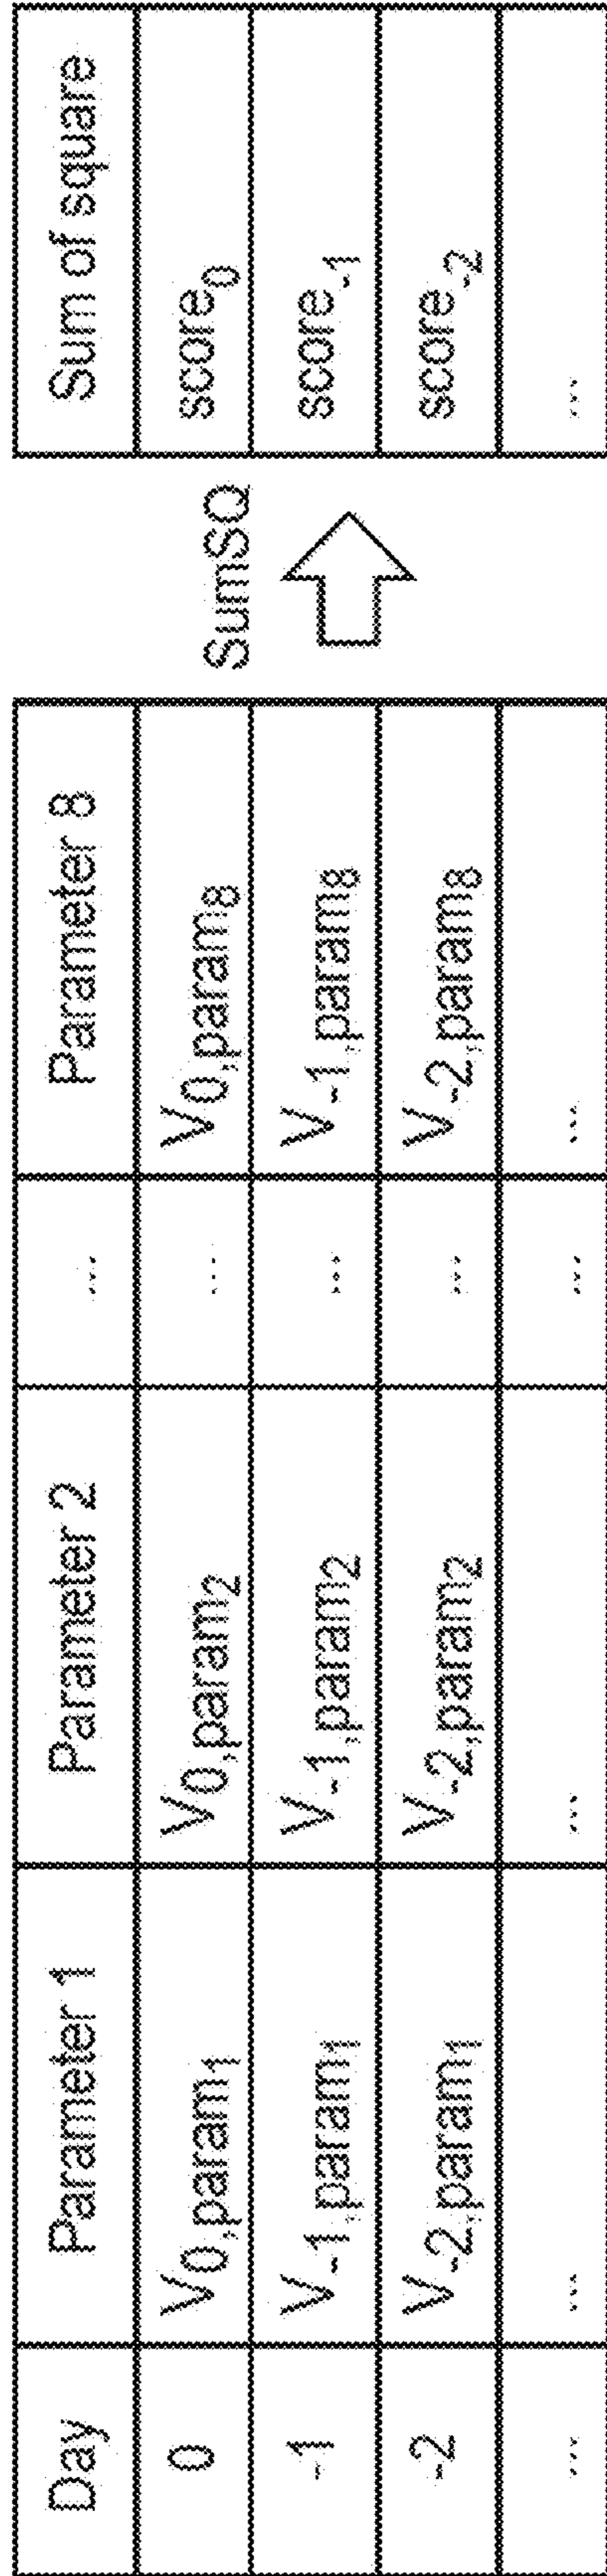 Day Parameter 1 Parameter 2 ... Parameter 8 Sum of square
0 V0,param1 V0,param2 ... V0,param8 score0
-1 V-1,param1 V-1,param2 ... V-1,param8 SumSQ score-1
-2 V-2,param1 V-2,param2 ... V-2,param8 score-2
... ... ... ... ... ...